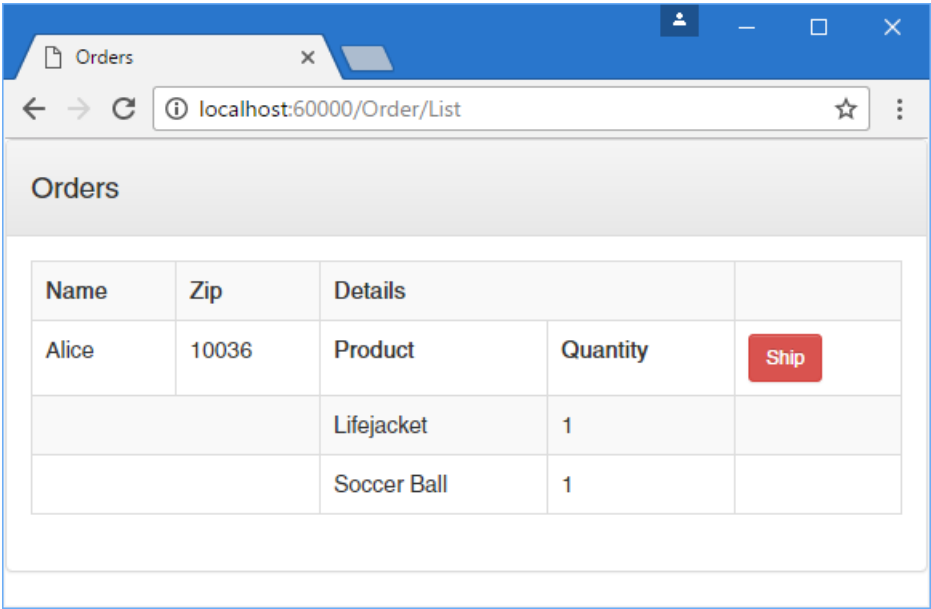 Orders
localhost:60000/Order/List
Orders
Name Zip Details
Alice 10036 Product Quantity Ship
Lifejacket 1
Soccer Ball 1